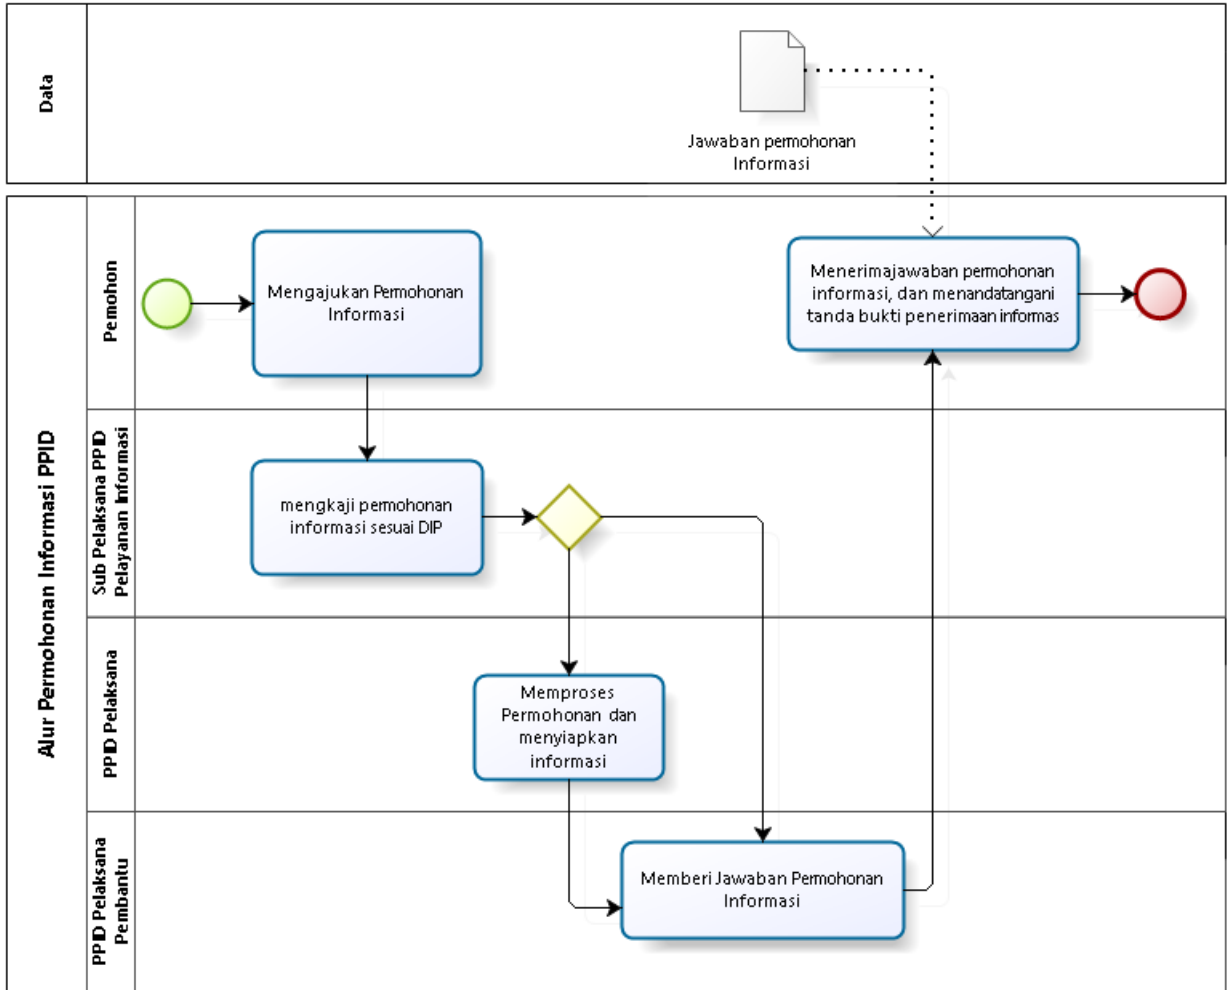 Data
Jawaban permohonan
Informasi
Alur Permohonan Informasi PPID
Pemohon
Mengajukan Permohonan
Informasi
Menerimajawaban permohonan
informasi, dan menandatangani
tanda bukti penerimaan informas
Sub Pelaksana PPID
Pelayanan Informasi
mengkaji permohonan
informasi sesuai DIP
PPID Pelaksana
Memproses
Permohonan dan
menyiapkan
informasi
PPID Pelaksana
Pembantu
Memberi Jawaban Permohonan
Informasi